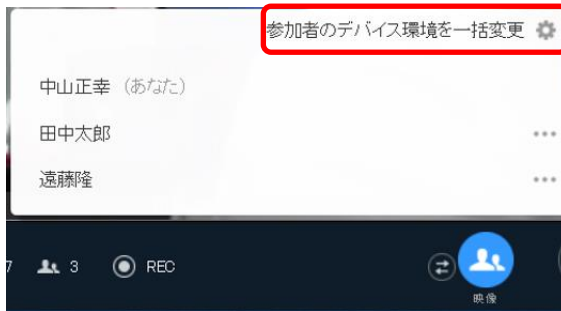 参加者のデバイス環境を一括変更
中山正幸 (あなた)
田中太郎
遠藤隆
7 3 REC
映像